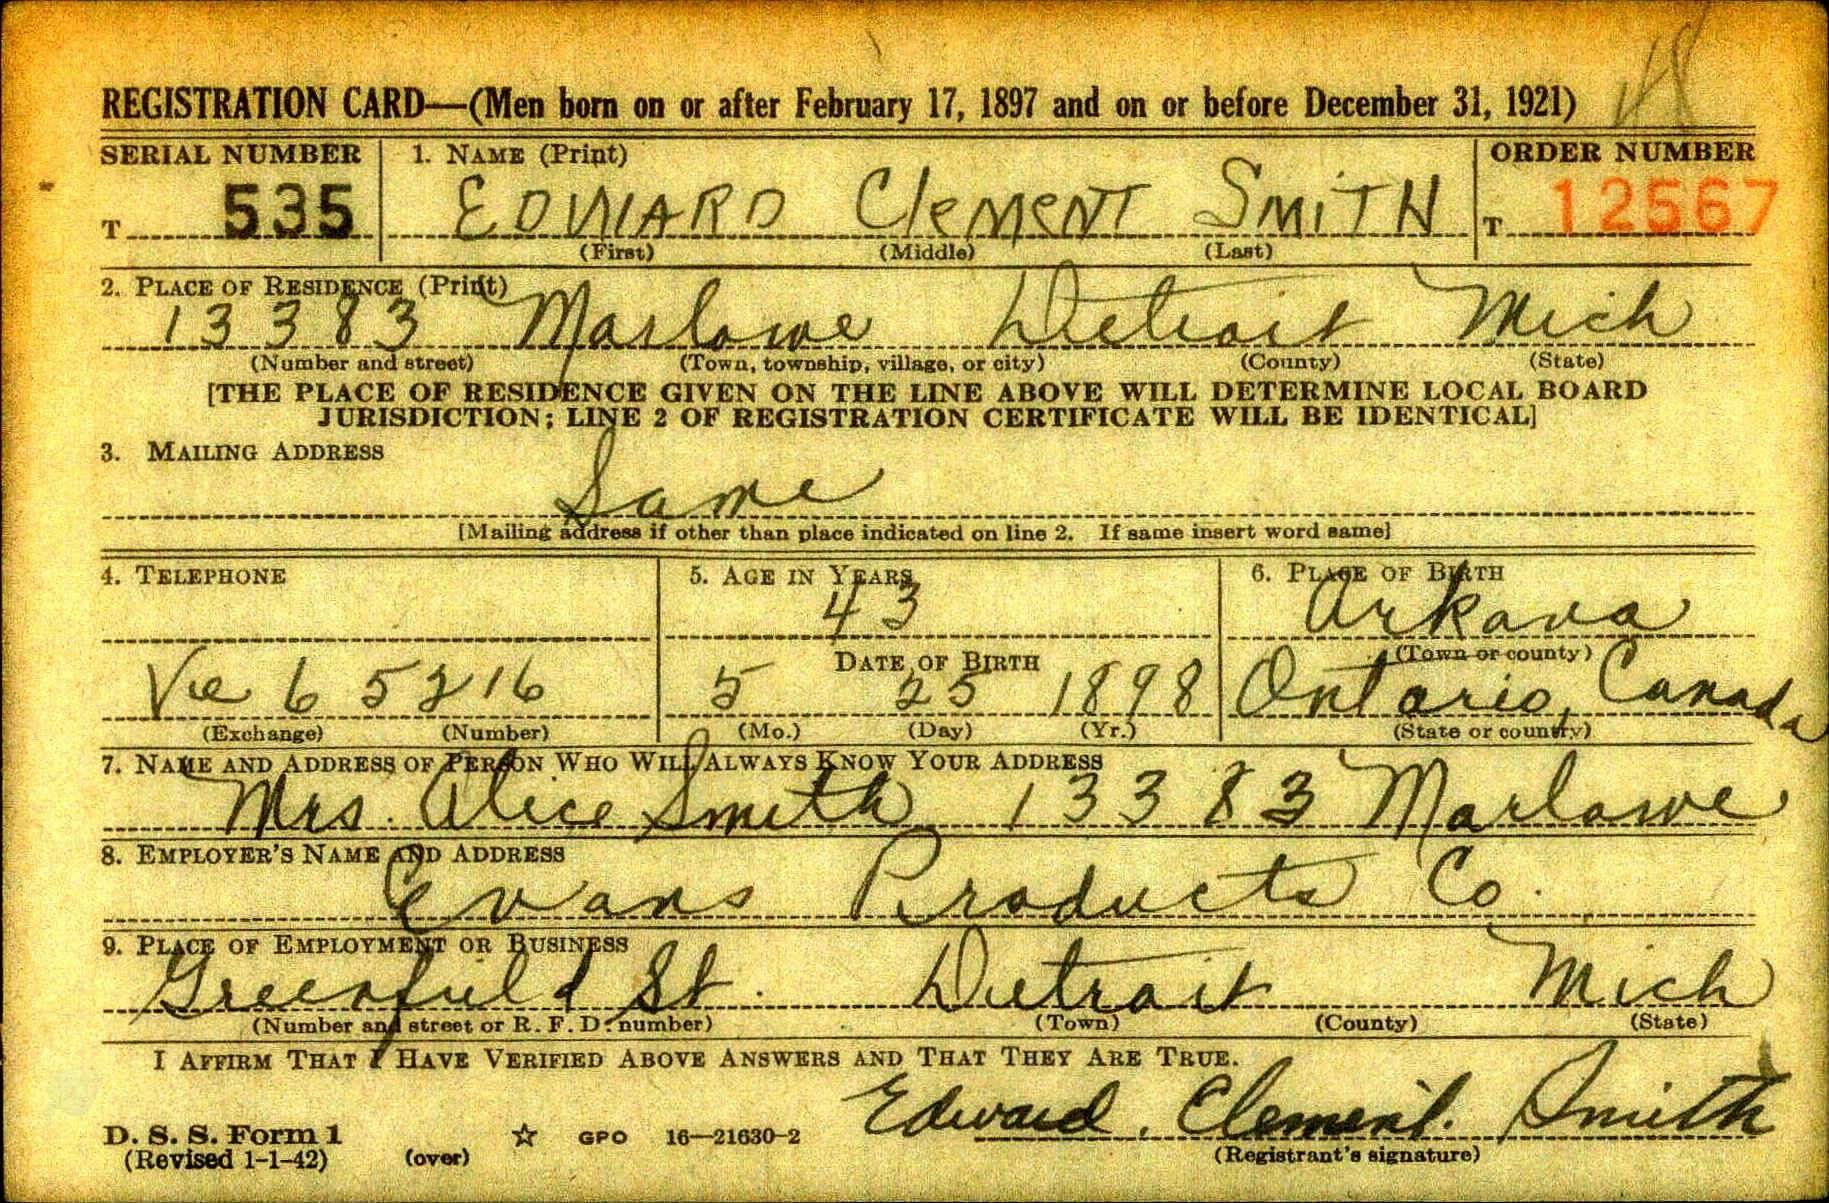 48
REGISTRATION CARD—(Men born on or after February 17, 1897 and on or before December 31, 1921)
SERIAL NUMBER 1. NAME (Print) ORDER NUMBER
T 535 EDWARD Clement SMiTH T 12567
(First) (Middle) (Last)
2. PLACE OF RESIDENCE (Print)
13383 Marlowe Detroit Mich
(Number and street) (Town, township, village, or city) (County) (State)
[THE PLACE OF RESIDENCE GIVEN ON THE LINE ABOVE WILL DETERMINE LOCAL BOARD
JURISDICTION; LINE 2 OF REGISTRATION CERTIFICATE WILL BE IDENTICAL]
3. MAILING ADDRESS
Same
[Mailing address if other than place indicated on line 2. If same insert word same]
4. TELEPHONE 5. AGE IN YEARS 6. PLACE OF BIRTH
43 Arkava
DATE OF BIRTH (Town or county)
Ve 6 5216 5 25 1898 Ontario, Canada
(Exchange) (Number) (Mo.) (Day) (Yr.) (State or country)
7. NAME AND ADDRESS OF PERSON WHO WILL ALWAYS KNOW YOUR ADDRESS
Mrs. Alice Smith 13383 Marlowe
8. EMPLOYER'S NAME AND ADDRESS
Evans Products Co.
9. PLACE OF EMPLOYMENT OR BUSINESS
Greenfield St. Detroit Mich
(Number and street or R. F. D. number) (Town) (County) (State)
I AFFIRM THAT I HAVE VERIFIED ABOVE ANSWERS AND THAT THEY ARE TRUE.
Edward Clement Smith
D. S. S. Form 1 ☆ GPO 16—21630-2
(Revised 1-1-42) (over) (Registrant's signature)